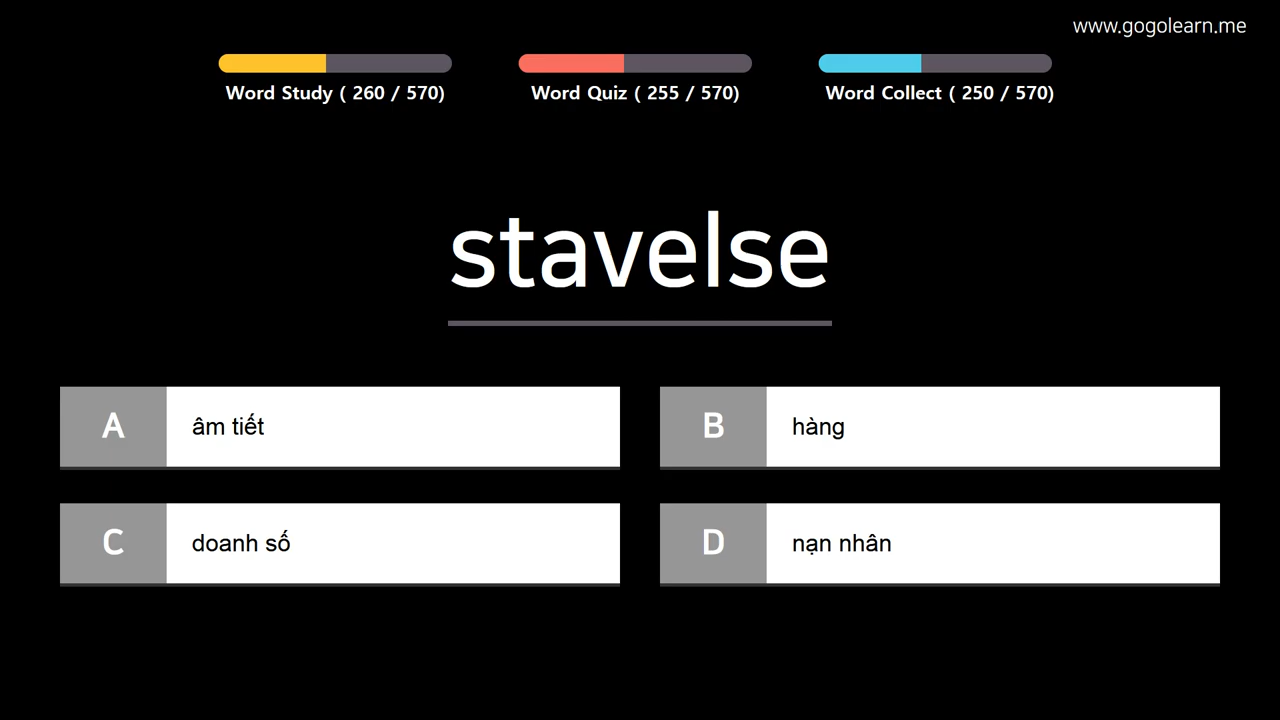 www.gogolearn.me
Word Study ( 260 / 570)
Word Quiz ( 255 / 570)
Word Collect ( 250 / 570)
stavelse
A
âm tiết
B
hàng
C
doanh số
D
nạn nhân